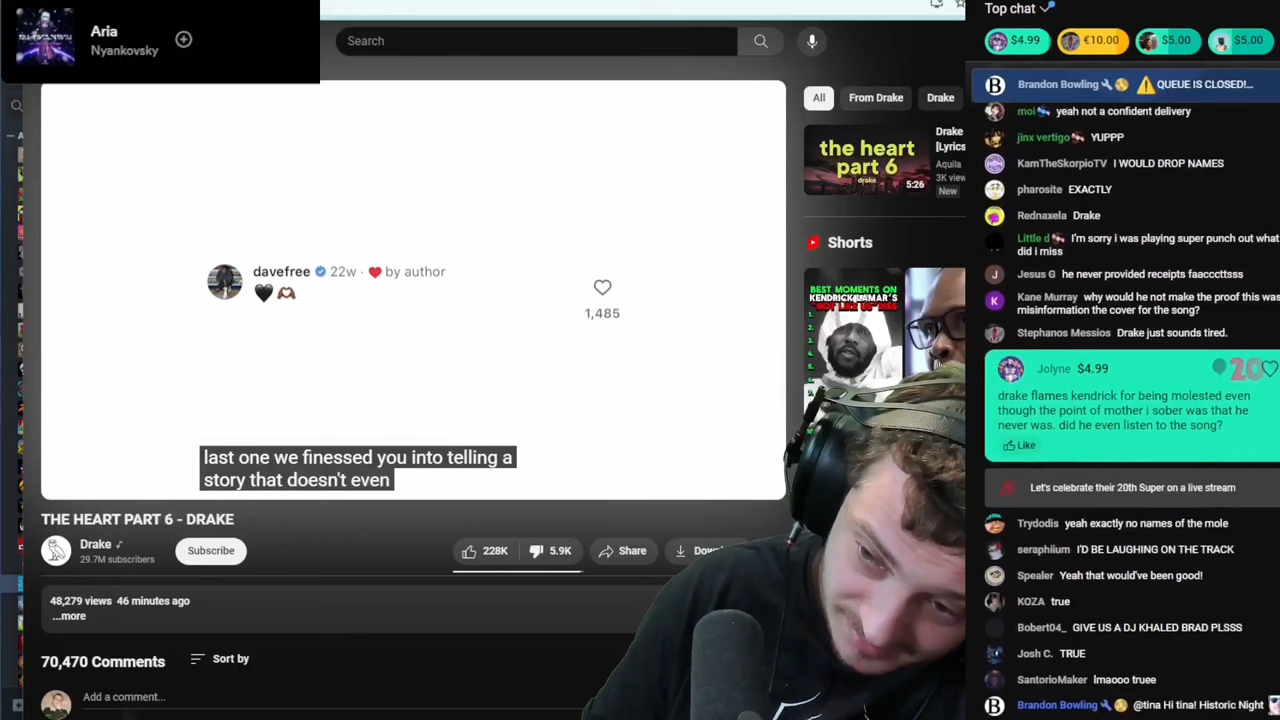 Aria
Nyankovsky
Search
davefree 22w · ❤️ by author
🖤🫶🏾
1,485
last one we finessed you into telling a
story that doesn't even
THE HEART PART 6 - DRAKE
Drake
29.7M subscribers
Subscribe
228K
5.9K
Share
48,279 views 46 minutes ago
...more
70,470 Comments
Sort by
Add a comment...
All
From Drake
Drake
the heart
part 6
drake
5:26
Drake
[Lyrics
Aquila
3K view
New
Shorts
BEST MOMENTS ON
KENDRICK LAMAR'S
"NOT LIKE US" DISS
Top chat
$4.99
€10.00
$5.00
$5.00
Brandon Bowling ⚠️ QUEUE IS CLOSED!...
moi yeah not a confident delivery
jinx vertigo YUPPP
KamTheSkorpioTV I WOULD DROP NAMES
pharosite EXACTLY
Rednaxela Drake
Little d I'm sorry i was playing super punch out what
did i miss
Jesus G he never provided receipts faaccttsss
Kane Murray why would he not make the proof this was
misinformation the cover for the song?
Stephanos Messios Drake just sounds tired.
Jolyne $4.99
20
drake flames kendrick for being molested even
though the point of mother i sober was that he
never was. did he even listen to the song?
Like
Let's celebrate their 20th Super on a live stream
Trydodis yeah exactly no names of the mole
seraphiium I'D BE LAUGHING ON THE TRACK
Spealer Yeah that would've been good!
KOZA true
Bobert04_ GIVE US A DJ KHALED BRAD PLSSS
Josh C. TRUE
SantorioMaker lmaooo truee
Brandon Bowling @tina Hi tina! Historic Night